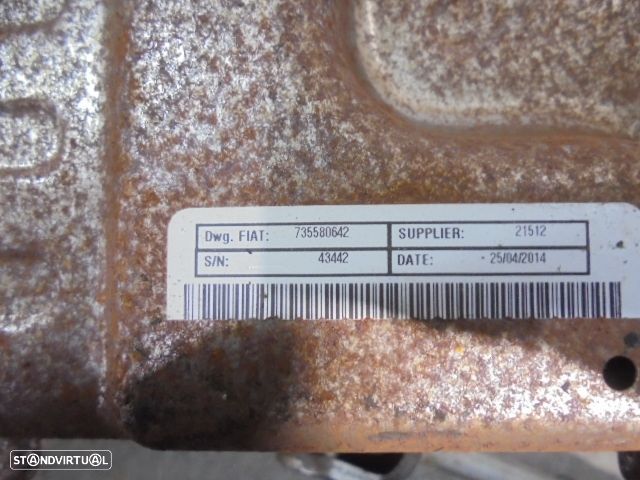 Dwg. FIAT: 735580642 SUPPLIER: 21512
S/N: 43442 DATE: 25/04/2014
STANDVIRTUAL